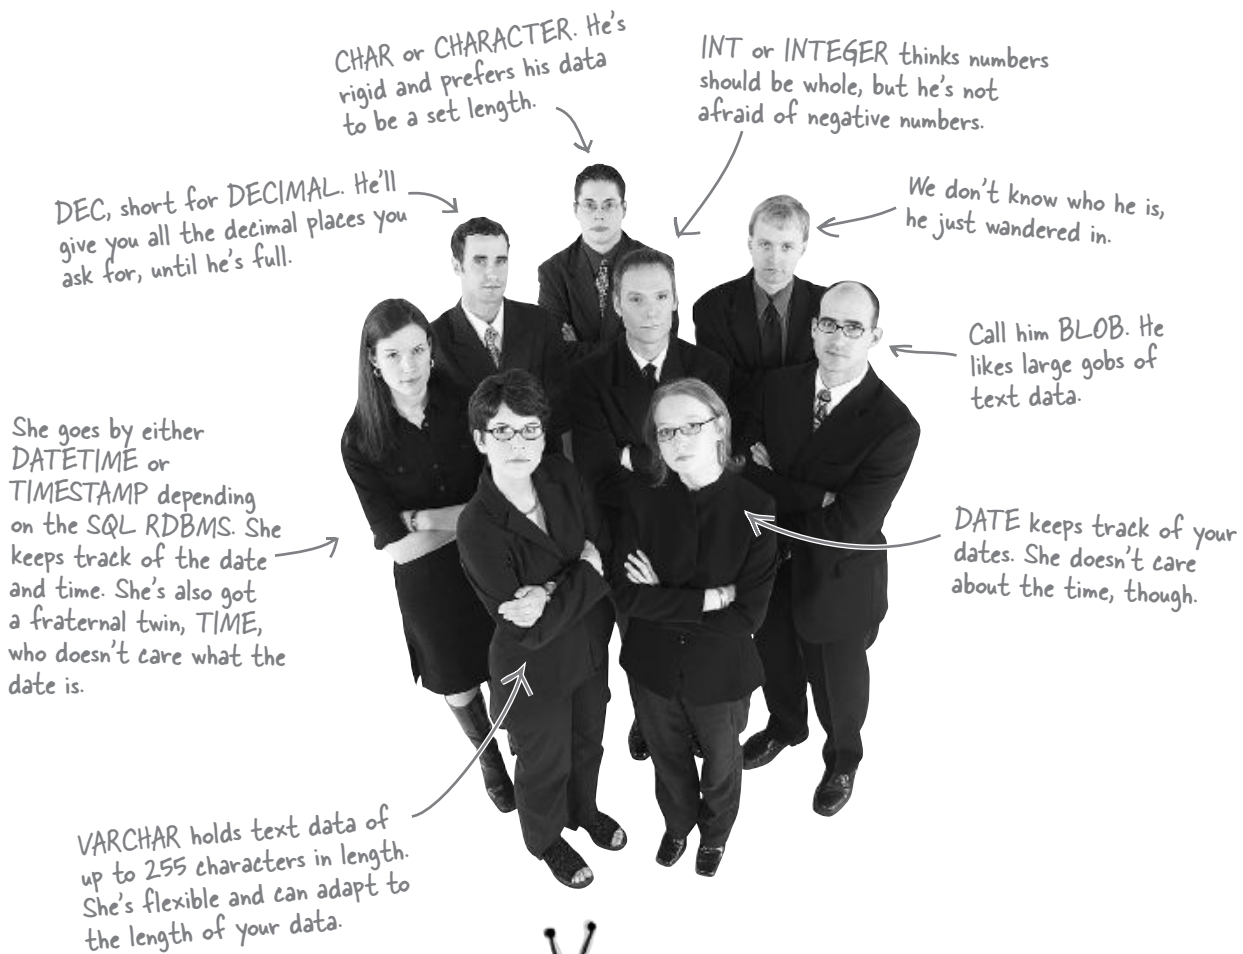 CHAR or CHARACTER. He's
rigid and prefers his data
to be a set length.
INT or INTEGER thinks numbers
should be whole, but he's not
afraid of negative numbers.
DEC, short for DECIMAL. He'll
give you all the decimal places you
ask for, until he's full.
We don't know who he is,
he just wandered in.
Call him BLOB. He
likes large gobs of
text data.
She goes by either
DATETIME or
TIMESTAMP depending
on the SQL RDBMS. She
keeps track of the date
and time. She's also got
a fraternal twin, TIME,
who doesn't care what the
date is.
DATE keeps track of your
dates. She doesn't care
about the time, though.
VARCHAR holds text data of
up to 255 characters in length.
She's flexible and can adapt to
the length of your data.